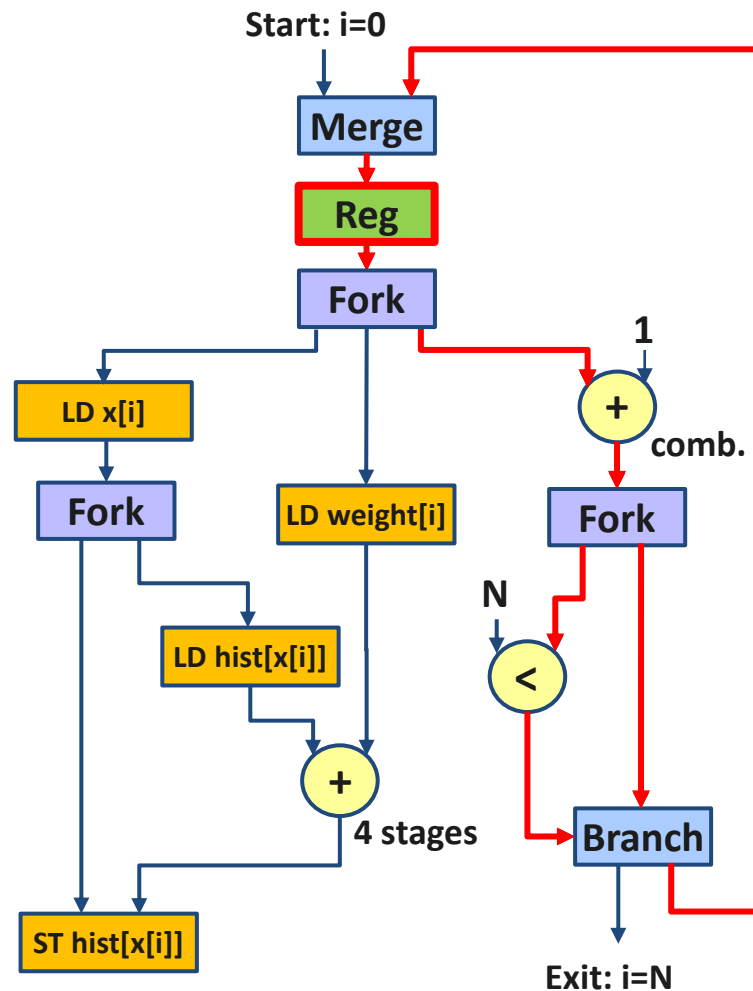 Start: i=0
Merge
Reg
Fork
1
LD x[i]
+
comb.
Fork
LD weight[i]
Fork
N
LD hist[x[i]]
<
+
4 stages
Branch
ST hist[x[i]]
Exit: i=N